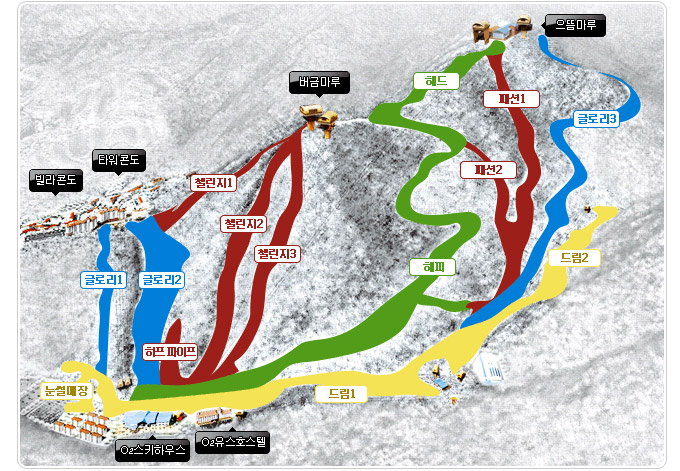 으뜸마루
헤드
버금마루
패션1
글로리3
타워콘도
패션2
빌라콘도
챌린지1
챌린지2
챌린지3
드림2
해피
글로리1
글로리2
하프파이프
눈썰매장
드림1
O2스키하우스
O2유스호스텔